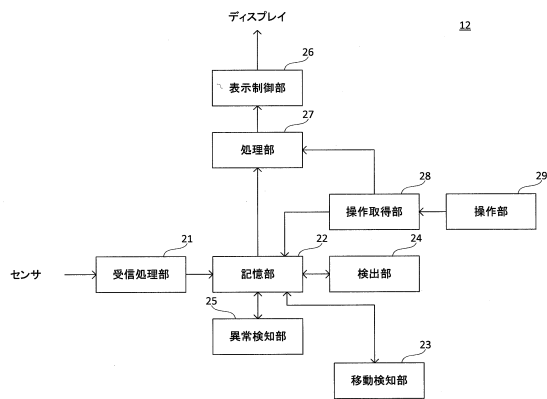 ディスプレイ
12
26
表示制御部
27
処理部
28
29
操作取得部
操作部
21
22
24
センサ
受信処理部
記憶部
検出部
25
異常検知部
23
移動検知部